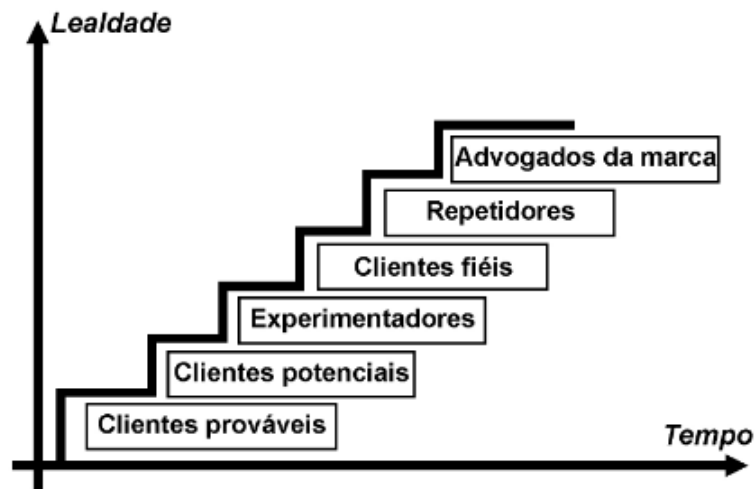 Lealdade
Advogados da marca
Repetidores
Clientes fiéis
Experimentadores
Clientes potenciais
Clientes prováveis
Tempo